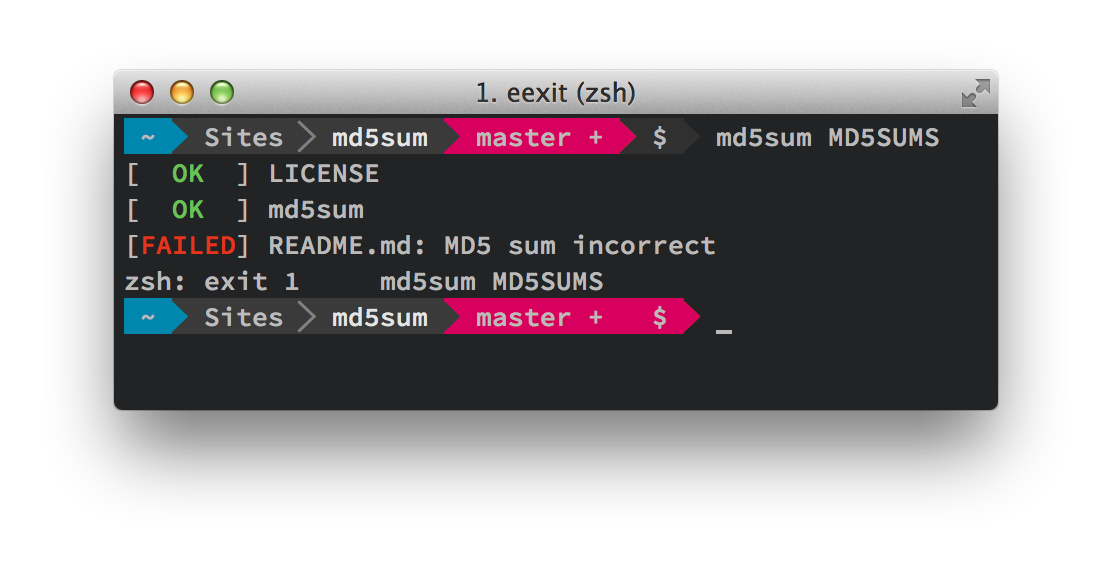 1. eexit (zsh)
~ Sites md5sum master + $ md5sum MD5SUMS
[  OK  ] LICENSE
[  OK  ] md5sum
[FAILED] README.md: MD5 sum incorrect
zsh: exit 1     md5sum MD5SUMS
~ Sites md5sum master + $ _